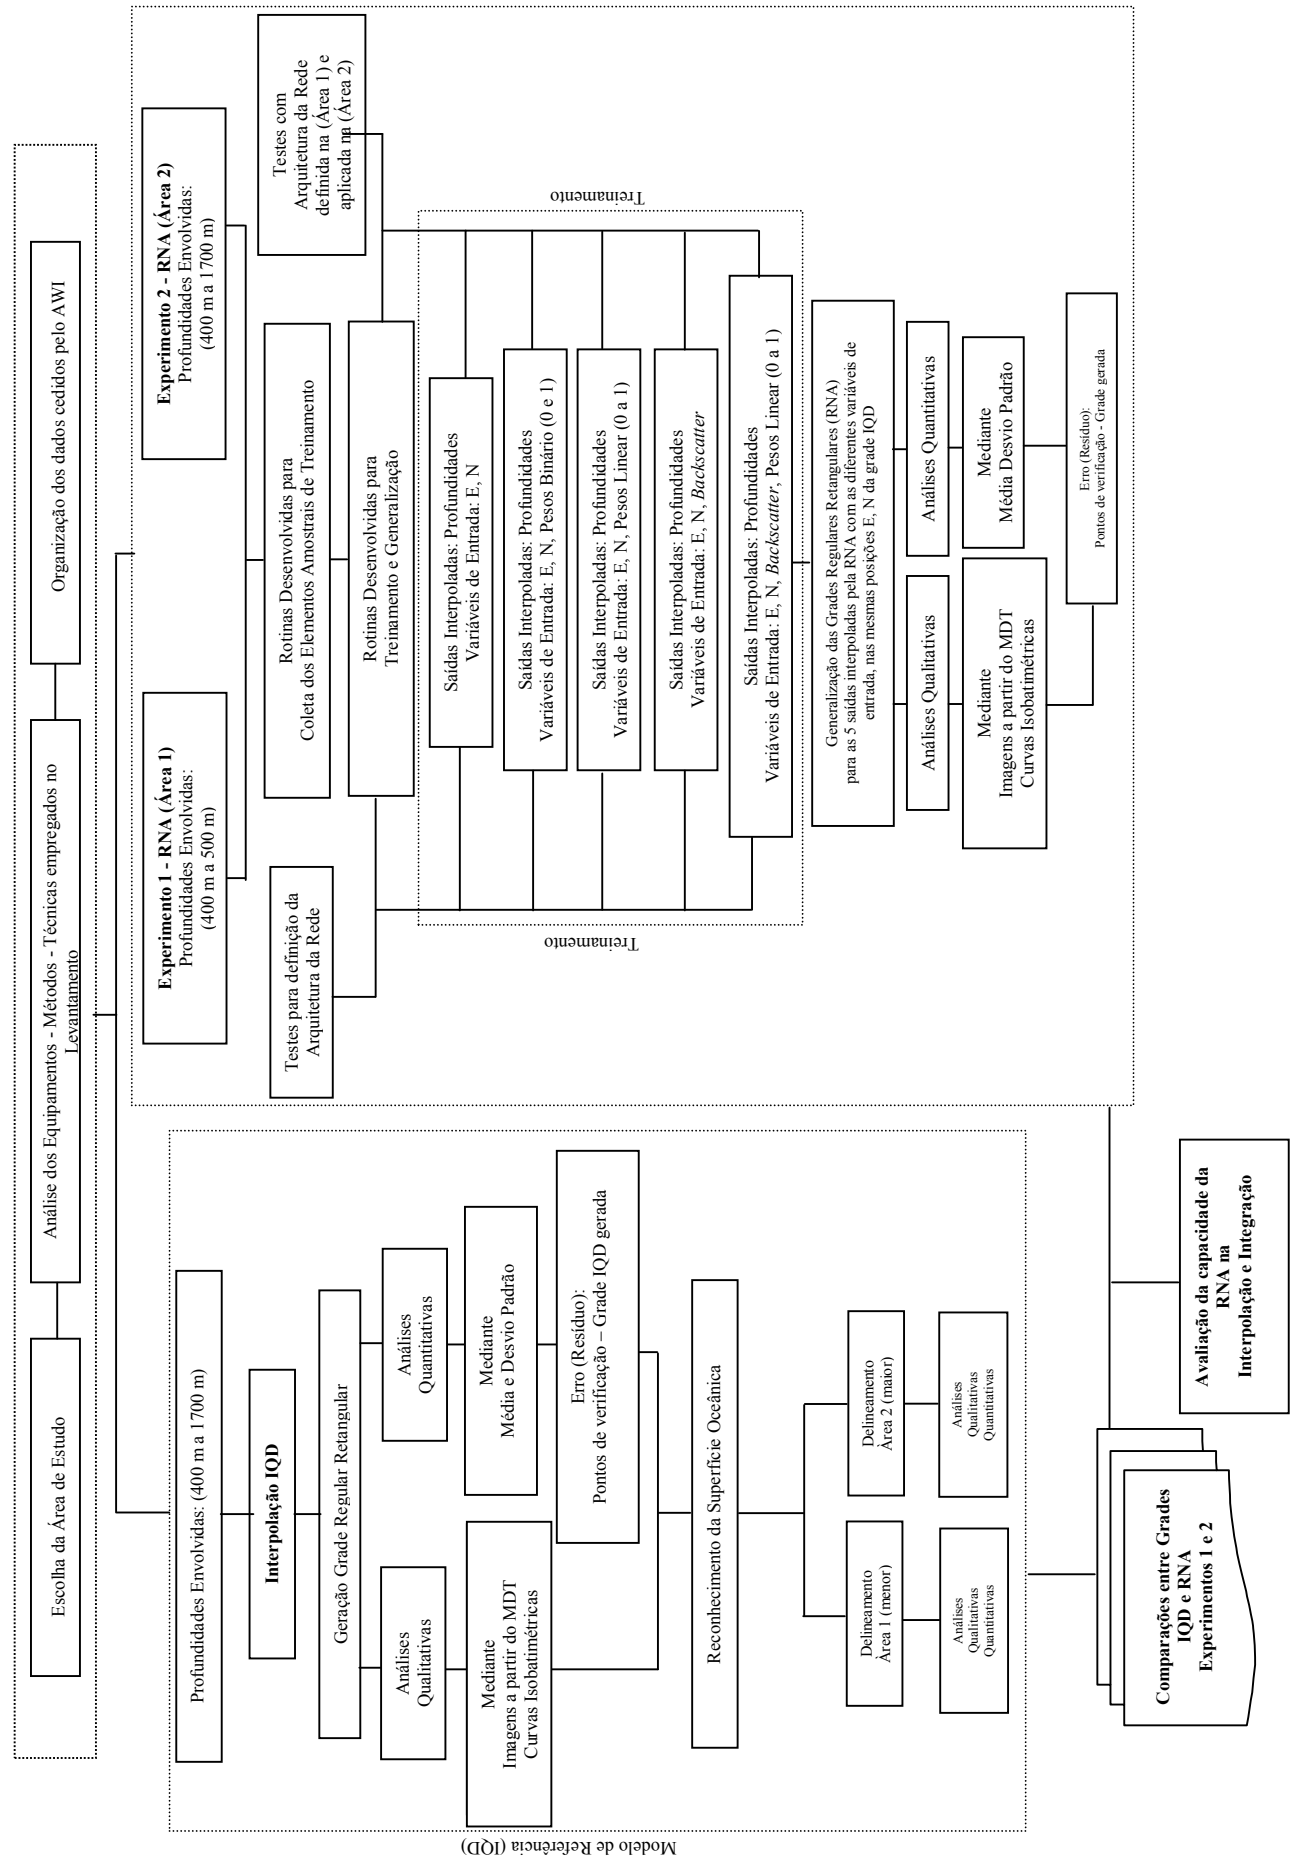 Escolha da Área de Estudo
Análise dos Equipamentos - Métodos - Técnicas empregados no
Levantamento
Organização dos dados cedidos pelo AWI
Modelo de Referência (IQD)
Profundidades Envolvidas: (400 m a 1700 m)
Interpolação IQD
Geração Grade Regular Retangular
Análises
Qualitativas
Análises
Quantitativas
Mediante
Imagens a partir do MDT
Curvas Isobatimétricas
Mediante
Média e Desvio Padrão
Erro (Resíduo):
Pontos de verificação – Grade IQD gerada
Reconhecimento da Superfície Oceânica
Delineamento
Área 1 (menor)
Delineamento
Área 2 (maior)
Análises
Qualitativas
Quantitativas
Análises
Qualitativas
Quantitativas
Experimento 1 - RNA (Área 1)
Profundidades Envolvidas:
(400 m a 500 m)
Experimento 2 - RNA (Área 2)
Profundidades Envolvidas:
(400 m a 1700 m)
Rotinas Desenvolvidas para
Coleta dos Elementos Amostrais de Treinamento
Testes para definição da
Arquitetura da Rede
Rotinas Desenvolvidas para
Treinamento e Generalização
Testes com
Arquitetura da Rede
definida na (Área 1) e
aplicada na (Área 2)
Treinamento
Treinamento
Saídas Interpoladas: Profundidades
Variáveis de Entrada: E, N
Saídas Interpoladas: Profundidades
Variáveis de Entrada: E, N, Pesos Binário (0 e 1)
Saídas Interpoladas: Profundidades
Variáveis de Entrada: E, N, Pesos Linear (0 a 1)
Saídas Interpoladas: Profundidades
Variáveis de Entrada: E, N, Backscatter
Saídas Interpoladas: Profundidades
Variáveis de Entrada: E, N, Backscatter, Pesos Linear (0 a 1)
Generalização das Grades Regulares Retangulares (RNA)
para as 5 saídas interpoladas pela RNA com as diferentes variáveis de
entrada, nas mesmas posições E, N da grade IQD
Análises Qualitativas
Análises Quantitativas
Mediante
Imagens a partir do MDT
Curvas Isobatimétricas
Mediante
Média Desvio Padrão
Erro (Resíduo):
Pontos de verificação - Grade gerada
Comparações entre Grades
IQD e RNA
Experimentos 1 e 2
Avaliação da capacidade da
RNA na
Interpolação e Integração